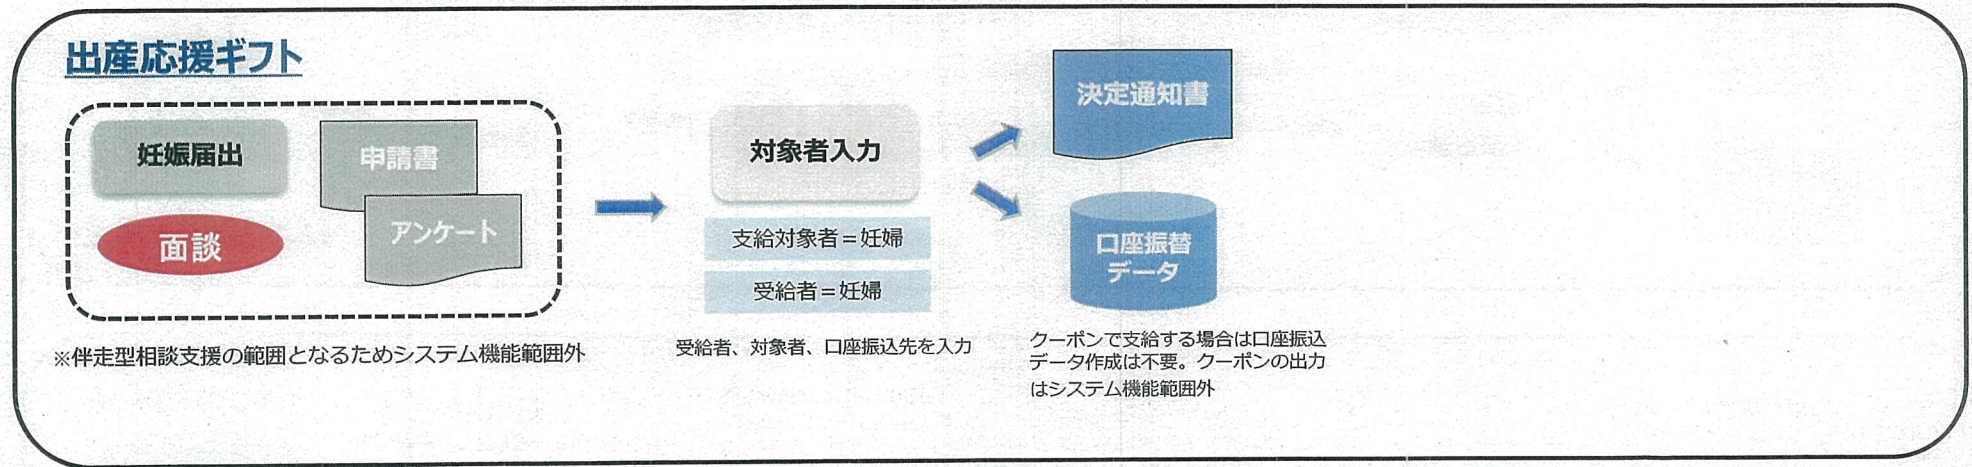 出産応援ギフト
妊娠届出
申請書
面談
アンケート
※伴走型相談支援の範囲となるためシステム機能範囲外
対象者入力
支給対象者=妊婦
受給者=妊婦
受給者、対象者、口座振込先を入力
決定通知書
口座振替
データ
クーポンで支給する場合は口座振込
データ作成は不要。クーポンの出力
はシステム機能範囲外